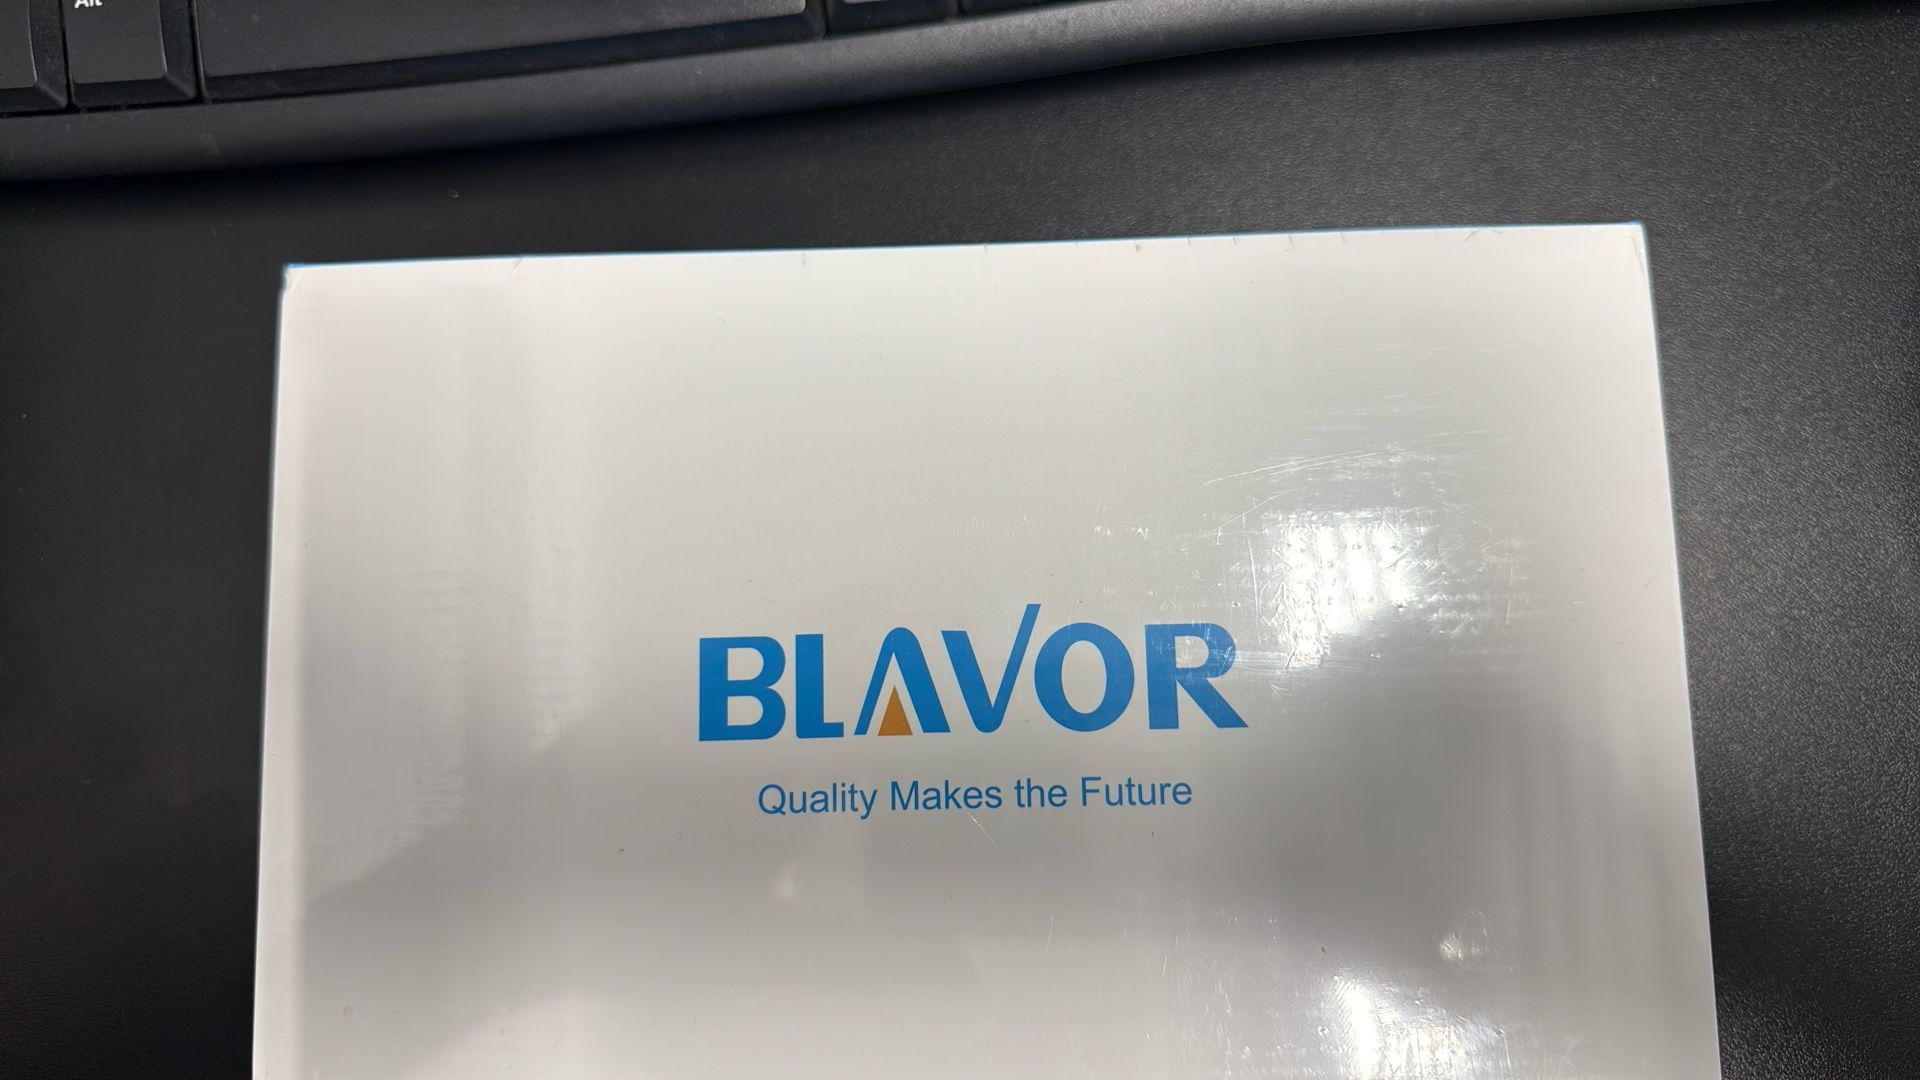 Alt
BLAVOR
Quality Makes the Future